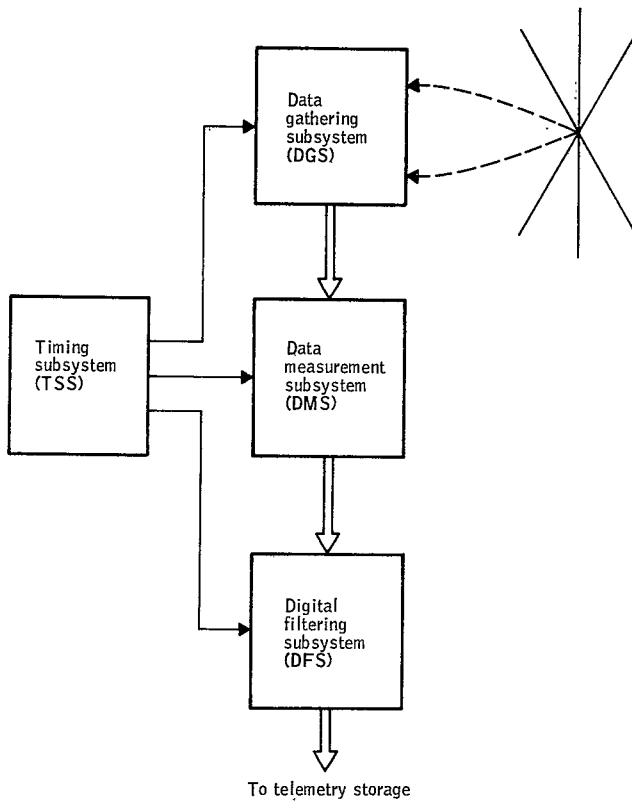 Data
gathering
subsystem
(DGS)
Timing
subsystem
(TSS)
Data
measurement
subsystem
(DMS)
Digital
filtering
subsystem
(DFS)
To telemetry storage